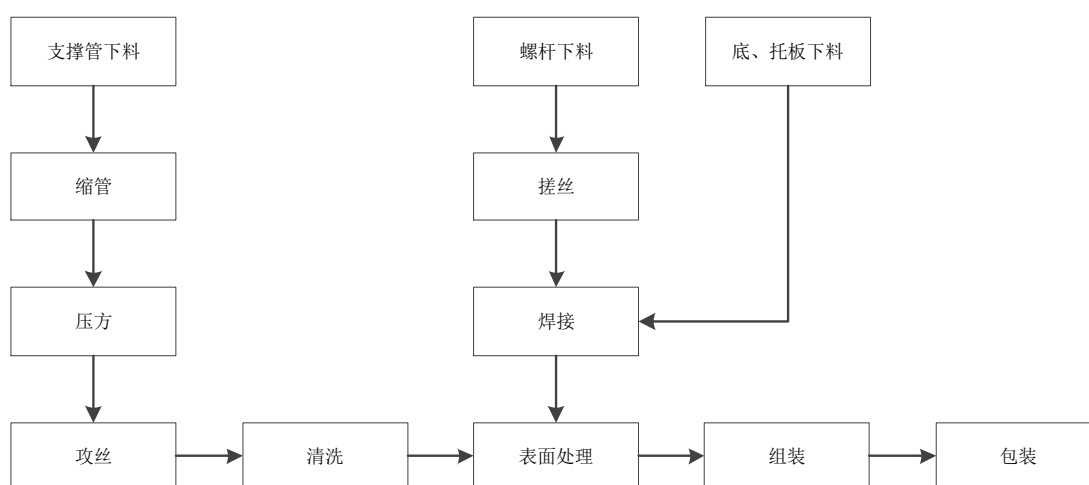 支撑管下料
螺杆下料
底、托板下料
缩管
搓丝
压方
焊接
攻丝
清洗
表面处理
组装
包装